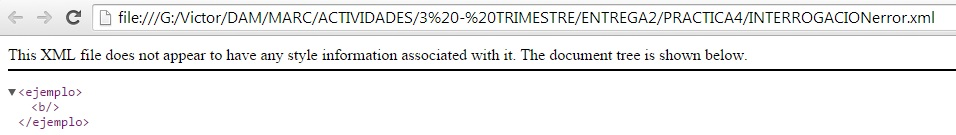 file:///G:/Victor/DAM/MARC/ACTIVIDADES/3%20-%20TRIMESTRE/ENTREGA2/PRACTICA4/INTERROGACIONerror.xml
This XML file does not appear to have any style information associated with it. The document tree is shown below.
▼<ejemplo>
<b/>
</ejemplo>